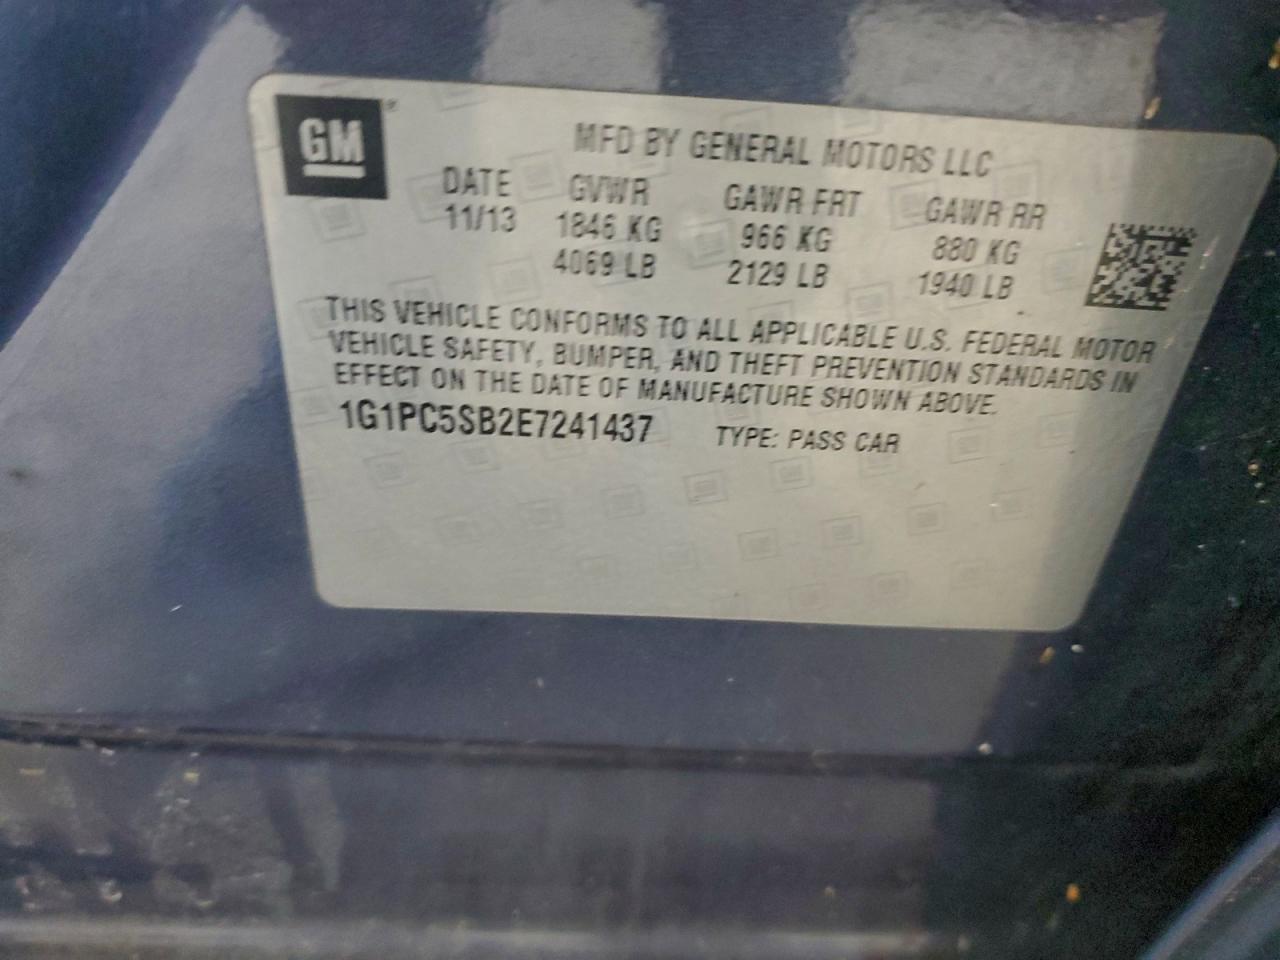 GM
MFD BY GENERAL MOTORS LLC
DATE GVWR GAWR FRT GAWR RR
11/13 1846 KG 966 KG 880 KG
4069 LB 2129 LB 1940 LB
THIS VEHICLE CONFORMS TO ALL APPLICABLE U.S. FEDERAL MOTOR
VEHICLE SAFETY, BUMPER, AND THEFT PREVENTION STANDARDS IN
EFFECT ON THE DATE OF MANUFACTURE SHOWN ABOVE.
1G1PC5SB2E7241437 TYPE: PASS CAR